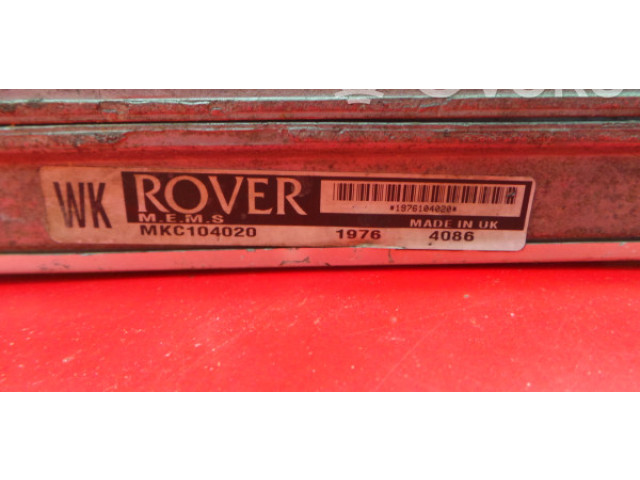 WK ROVER
M.E.M.S
MKC104020
*1976104020*
MADE IN UK
1976 4086